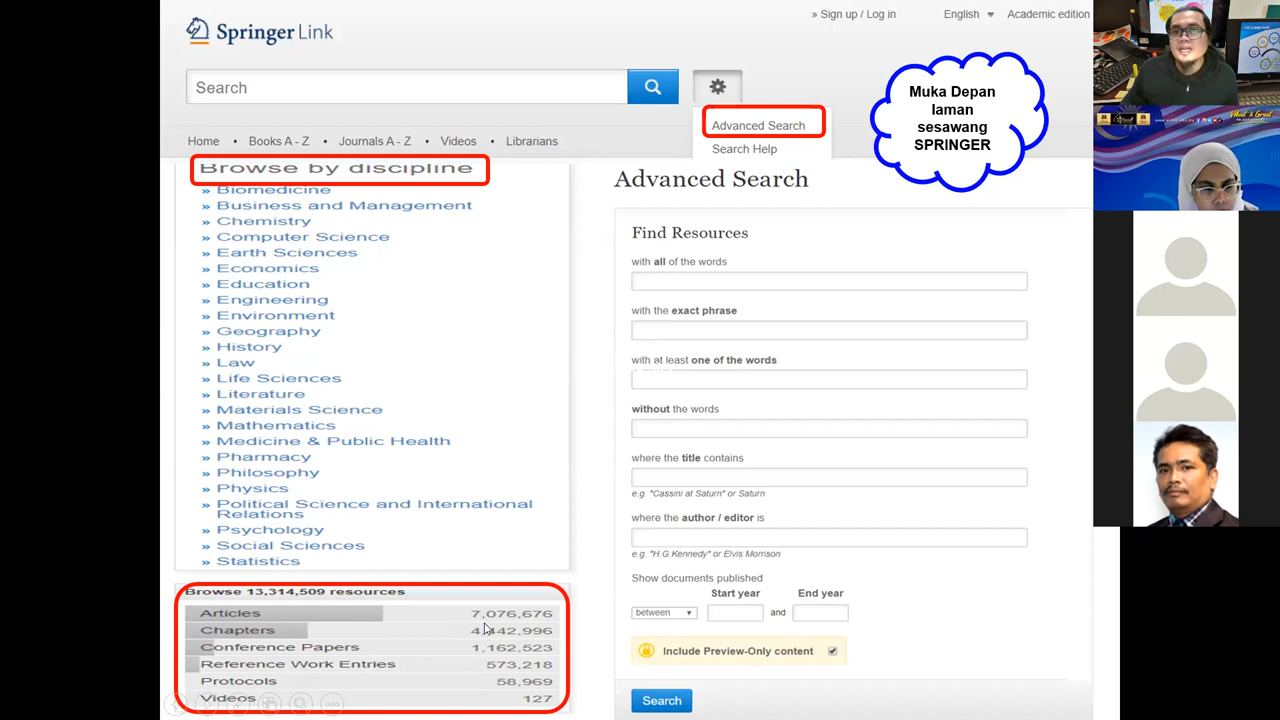 Springer Link
» Sign up / Log in
English
Academic edition
Search
Advanced Search
Search Help
Muka Depan
laman
sesawang
SPRINGER
Home • Books A - Z • Journals A - Z • Videos • Librarians
Browse by discipline
» Biomedicine
» Business and Management
» Chemistry
» Computer Science
» Earth Sciences
» Economics
» Education
» Engineering
» Environment
» Geography
» History
» Law
» Life Sciences
» Literature
» Materials Science
» Mathematics
» Medicine & Public Health
» Pharmacy
» Philosophy
» Physics
» Political Science and International
Relations
» Psychology
» Social Sciences
» Statistics
Browse 13,314,509 resources
Articles 7,076,676
Chapters 4,442,996
Conference Papers 1,162,523
Reference Work Entries 573,218
Protocols 58,969
Videos 127
Advanced Search
Find Resources
with all of the words
with the exact phrase
with at least one of the words
without the words
where the title contains
e.g. "Cassini at Saturn" or Saturn
where the author / editor is
e.g. "H.G.Kennedy" or Elvis Morrison
Show documents published
Start year End year
between and
Include Preview-Only content
Search